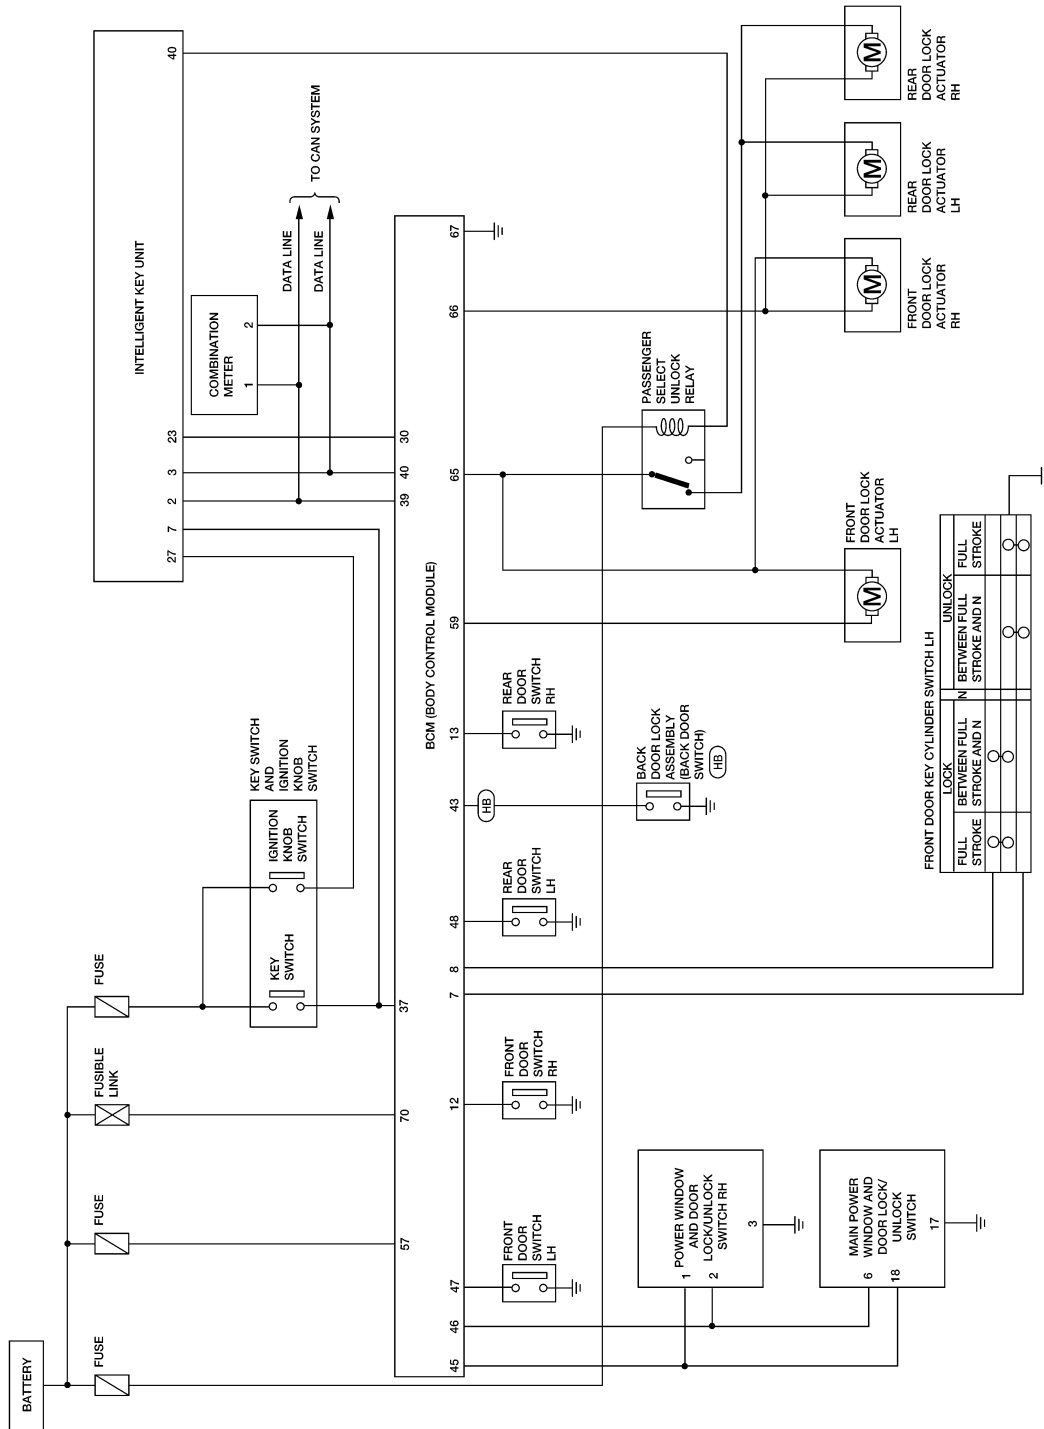 BATTERY
FUSE
FUSE
FUSIBLE
LINK
FUSE
KEY SWITCH
AND
IGNITION
KNOB
SWITCH
KEY
SWITCH
IGNITION
KNOB
SWITCH
INTELLIGENT KEY UNIT
27
7
2
3
23
40
COMBINATION
METER
1
2
DATA LINE
DATA LINE
TO CAN SYSTEM
BCM (BODY CONTROL MODULE)
57
70
37
39
40
30
45
46
47
12
7
8
48
43
13
59
65
66
67
FRONT
DOOR
SWITCH
LH
FRONT
DOOR
SWITCH
RH
REAR
DOOR
SWITCH
LH
HB
REAR
DOOR
SWITCH
RH
BACK
DOOR LOCK
ASSEMBLY
(BACK DOOR
SWITCH)
HB
PASSENGER
SELECT
UNLOCK
RELAY
POWER WINDOW
AND DOOR
LOCK/UNLOCK
SWITCH RH
1
2
3
MAIN POWER
WINDOW AND
DOOR LOCK/
UNLOCK
SWITCH
6
18
17
M
FRONT
DOOR LOCK
ACTUATOR
LH
M
FRONT
DOOR LOCK
ACTUATOR
RH
M
REAR
DOOR LOCK
ACTUATOR
LH
M
REAR
DOOR LOCK
ACTUATOR
RH
FRONT DOOR KEY CYLINDER SWITCH LH
LOCK
N
UNLOCK
FULL
STROKE
BETWEEN FULL
STROKE AND N
BETWEEN FULL
STROKE AND N
FULL
STROKE